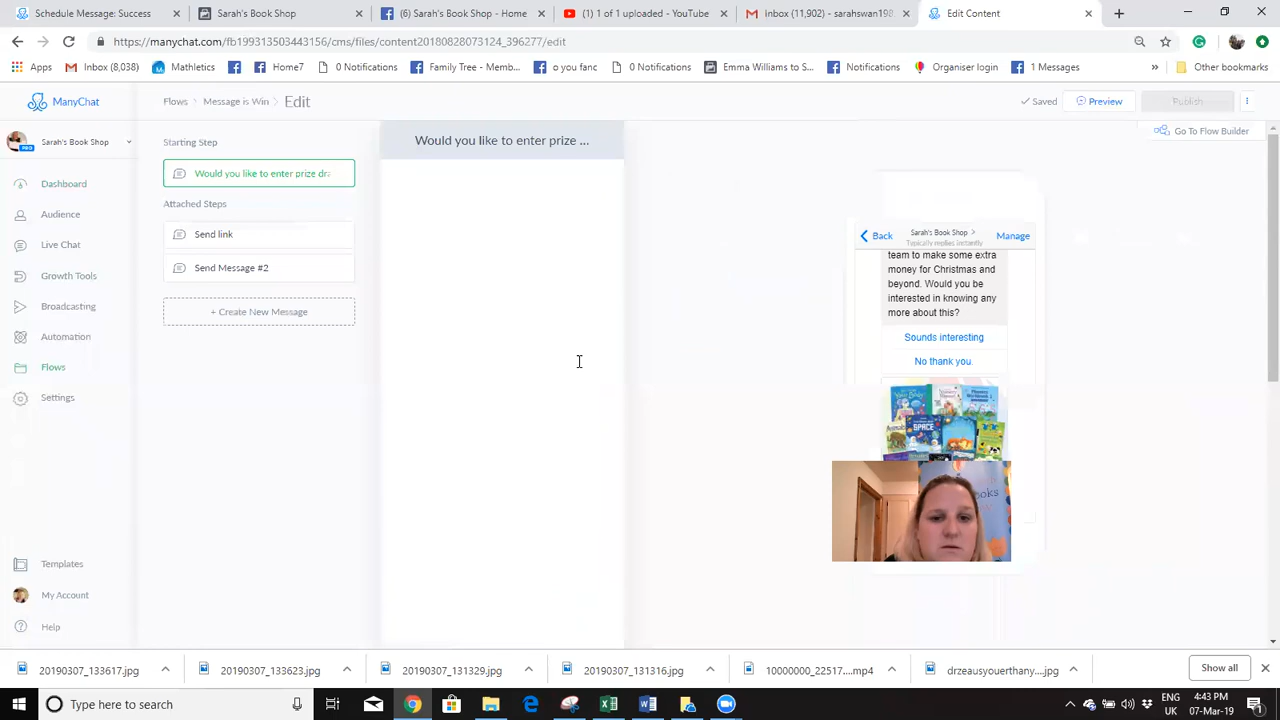 Schedule Message: Success
Sarah's Book Shop
(6) Sarah's Book Shop - Home
(1) 1 of 1 uploaded - YouTube
Inbox (11,902) - sarahswan198
Edit Content
https://manychat.com/fb199313503443156/cms/files/content20180828073124_396277/edit
Apps
Inbox (8,038)
Mathletics
Home7
0 Notifications
Family Tree - Memb...
o you fanc
0 Notifications
Emma Williams to S...
Notifications
Organiser login
1 Messages
»
Other bookmarks
ManyChat
Flows
Message is Win
Edit
Saved
Preview
Publish
Go To Flow Builder
Sarah's Book Shop
PRO
Dashboard
Audience
Live Chat
Growth Tools
Broadcasting
Automation
Flows
Settings
Templates
My Account
Help
Starting Step
Would you like to enter prize dra
Attached Steps
Send link
Send Message #2
+ Create New Message
Would you like to enter prize ...
Back
Sarah's Book Shop
Typically replies instantly
Manage
team to make some extra
money for Christmas and
beyond. Would you be
interested in knowing any
more about this?
Sounds interesting
No thank you.
SPACE
ooks
20190307_133617.jpg
20190307_133623.jpg
20190307_131329.jpg
20190307_131316.jpg
10000000_22517....mp4
drzeausyouerthany....jpg
Show all
Type here to search
ENG
UK
4:43 PM
07-Mar-19